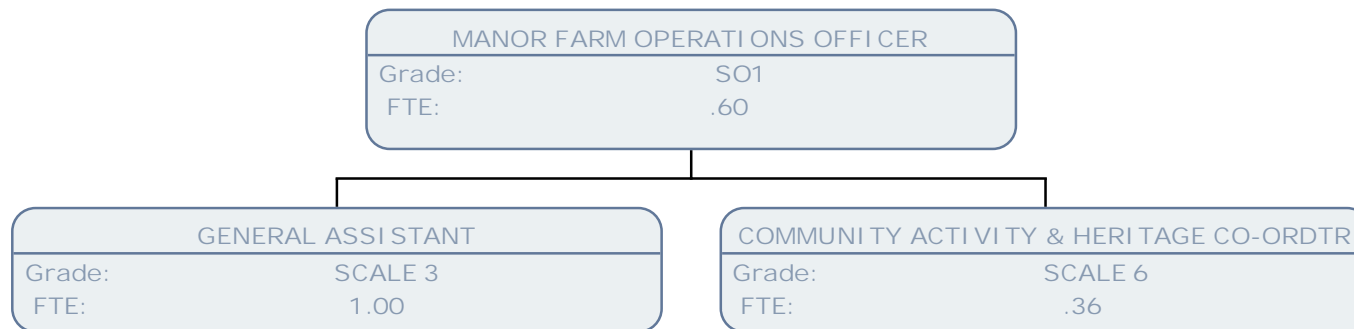 MANOR FARM OPERATIONS OFFICER
Grade: SO1
FTE: .60
GENERAL ASSISTANT
Grade: SCALE 3
FTE: 1.00
COMMUNITY ACTIVITY & HERITAGE CO-ORDTR
Grade: SCALE 6
FTE: .36